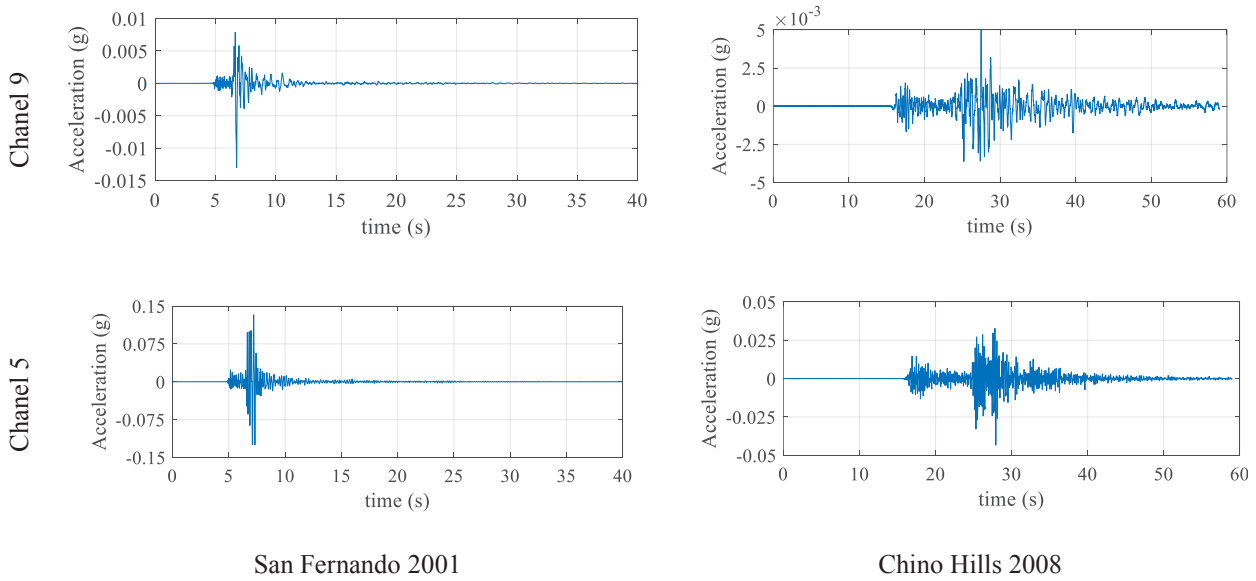 Chanel 9
Acceleration (g)
0.01
0.005
0
-0.005
-0.01
-0.015
0 5 10 15 20 25 30 35 40
time (s)
Acceleration (g)
×10⁻³
5
2.5
0
-2.5
-5
0 10 20 30 40 50 60
time (s)
Chanel 5
Acceleration (g)
0.15
0.075
0
-0.075
-0.15
0 5 10 15 20 25 30 35 40
time (s)
Acceleration (g)
0.05
0.025
0
-0.025
-0.05
0 10 20 30 40 50 60
time (s)
San Fernando 2001
Chino Hills 2008